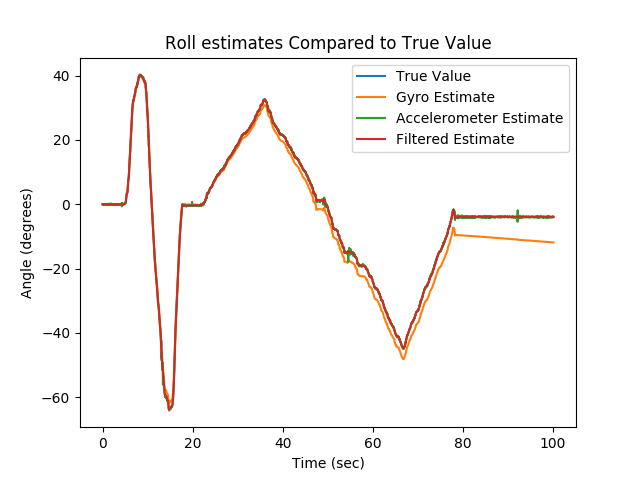 Roll estimates Compared to True Value
True Value
Gyro Estimate
Accelerometer Estimate
Filtered Estimate
Angle (degrees)
40
20
0
−20
−40
−60
0 20 40 60 80 100
Time (sec)